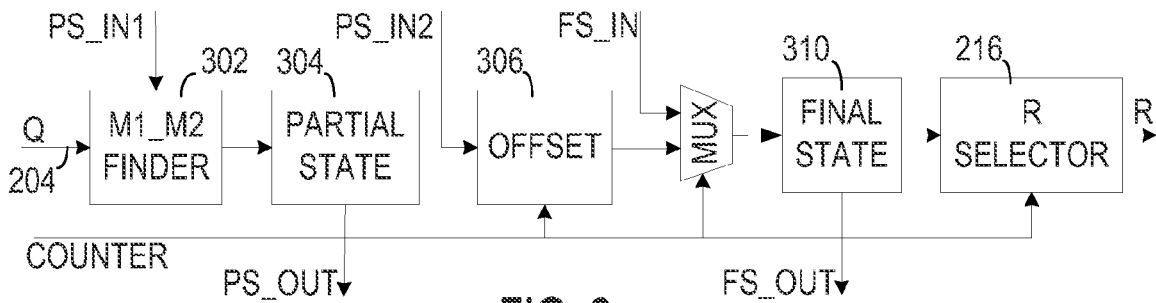 PS_IN1
PS_IN2
FS_IN
302
304
306
310
216
Q
M1_M2
FINDER
PARTIAL
STATE
OFFSET
MUX
FINAL
STATE
R
SELECTOR
R
204
COUNTER
PS_OUT
FS_OUT